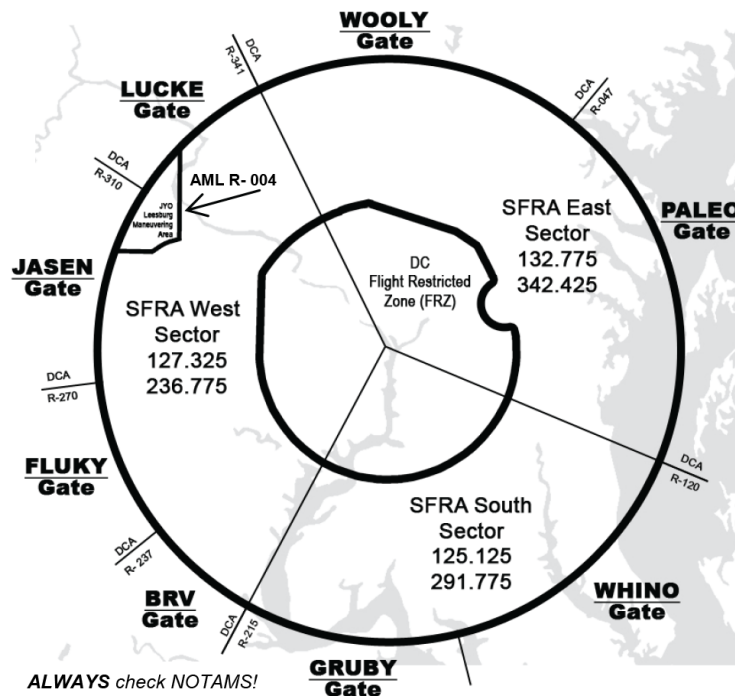 WOOLY
Gate
DCA
R-341
LUCKE
Gate
DCA
R-047
DCA
R-310
AML R- 004
JYO
Leesburg
Maneuvering
Area
SFRA East
Sector
132.775
342.425
PALEO
Gate
DC
Flight Restricted
Zone (FRZ)
JASEN
Gate
SFRA West
Sector
127.325
236.775
DCA
R-270
FLUKY
Gate
DCA
R-120
SFRA South
Sector
125.125
291.775
DCA
R- 237
BRV
Gate
DCA
R-215
WHINO
Gate
GRUBY
Gate
ALWAYS check NOTAMS!